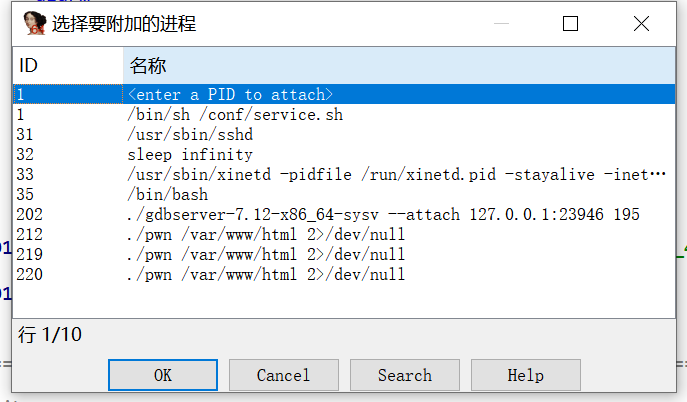 选择要附加的进程
ID 名称
1 <enter a PID to attach>
1 /bin/sh /conf/service.sh
31 /usr/sbin/sshd
32 sleep infinity
33 /usr/sbin/xinetd -pidfile /run/xinetd.pid -stayalive -inet…
35 /bin/bash
202 ./gdbserver-7.12-x86_64-sysv --attach 127.0.0.1:23946 195
212 ./pwn /var/www/html 2>/dev/null
219 ./pwn /var/www/html 2>/dev/null
220 ./pwn /var/www/html 2>/dev/null
行 1/10
OK Cancel Search Help